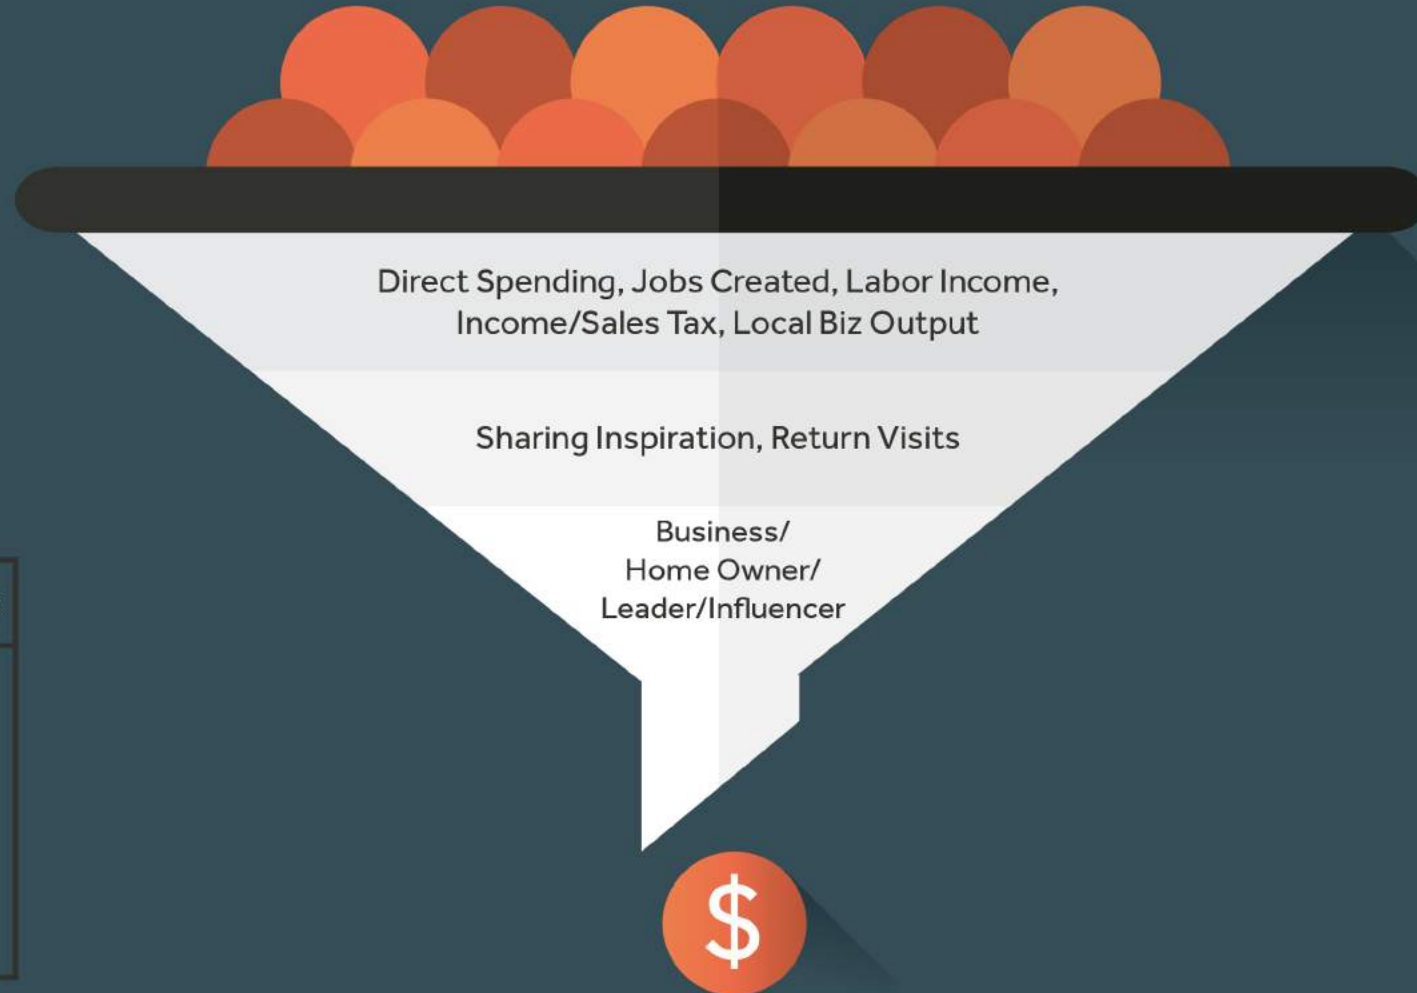 Direct Spending, Jobs Created, Labor Income,
Income/Sales Tax, Local Biz Output
Sharing Inspiration, Return Visits
Business/
Home Owner/
Leader/Influencer
$